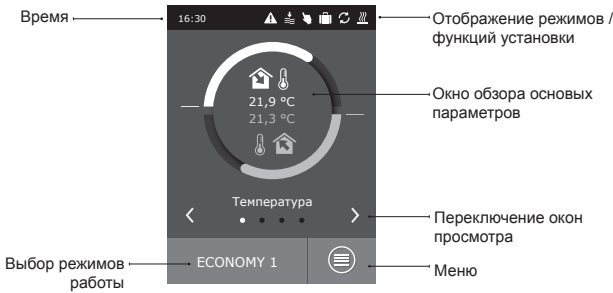 Время
16:30
Отображение режимов /
функций установки
21,9 °C
21,3 °C
Окно обзора основых
параметров
Температура
Переключение окон
просмотра
Выбор режимов
работы
ECONOMY 1
Меню